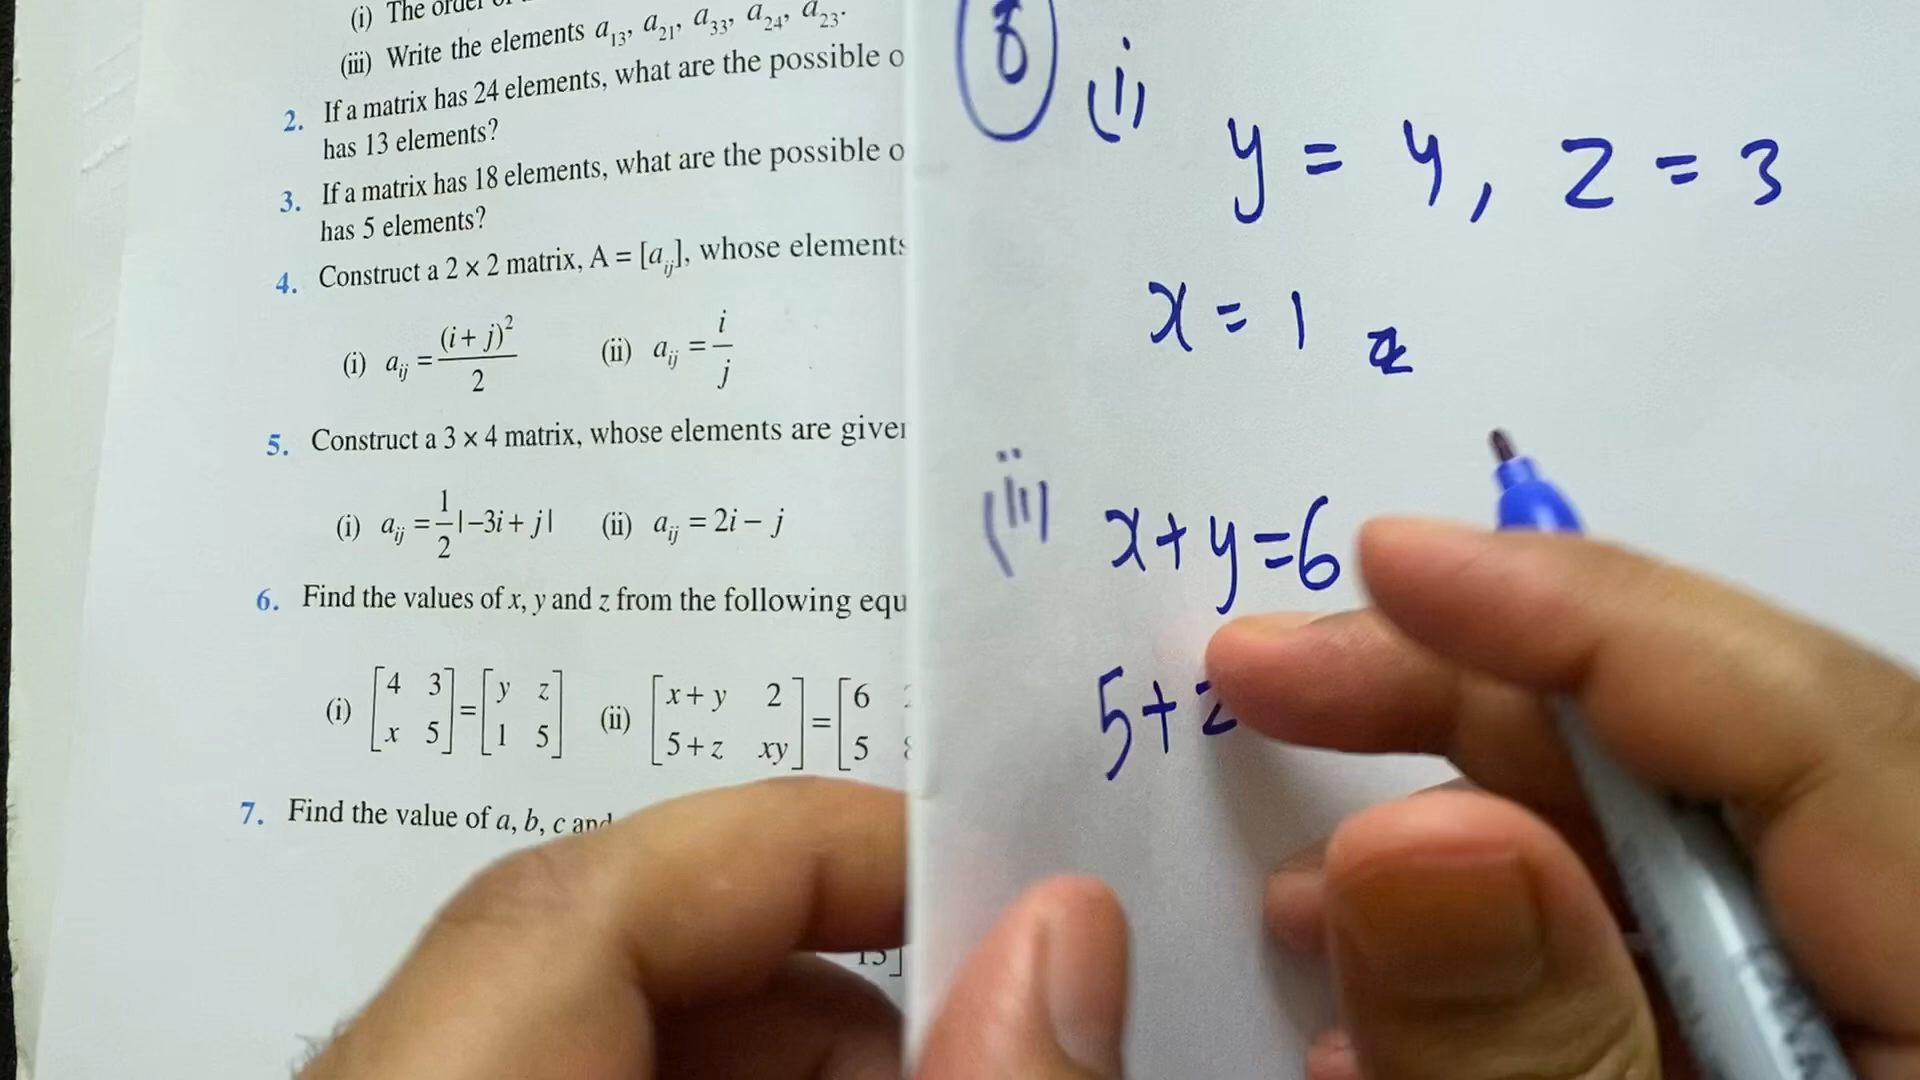 (i) The order
(iii) Write the elements a₁₃, a₂₁, a₃₃, a₂₄, a₂₃.
2. If a matrix has 24 elements, what are the possible o
has 13 elements?
3. If a matrix has 18 elements, what are the possible o
has 5 elements?
4. Construct a 2 × 2 matrix, A = [aᵢⱼ], whose elements
(i) aᵢⱼ = (i + j)²/2 (ii) aᵢⱼ = i/j
5. Construct a 3 × 4 matrix, whose elements are given
(i) aᵢⱼ = 1/2 |−3i + j| (ii) aᵢⱼ = 2i − j
6. Find the values of x, y and z from the following equ
(i) [4 3; x 5] = [y z; 1 5] (ii) [x + y 2; 5 + z xy] = [6; 5
7. Find the value of a, b, c and
15]
(i)
y = 4, z = 3
x = 1
(ii) x + y = 6
5 + z